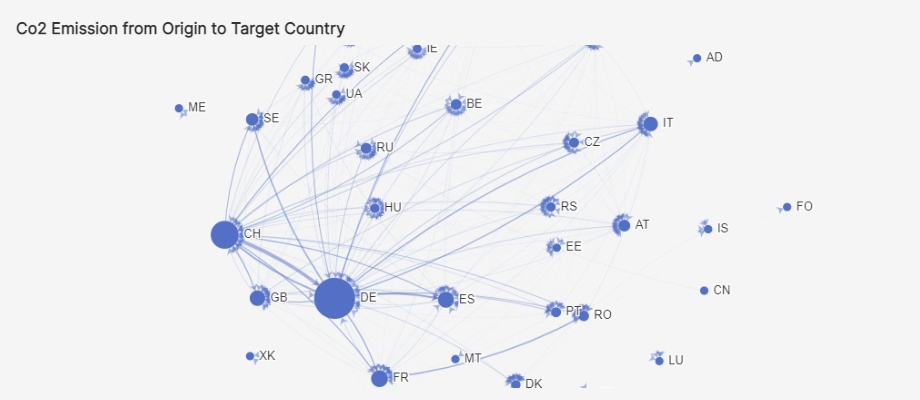 Co2 Emission from Origin to Target Country
IE
AD
SK
GR
UA
BE
ME
SE
IT
CZ
RU
FO
HU
RS
AT
IS
CH
EE
CN
GB
DE
ES
PT
RO
XK
MT
LU
FR
DK